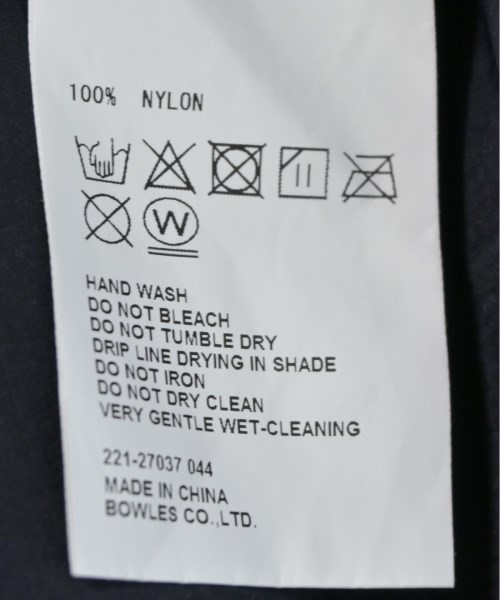 100% NYLON
W
HAND WASH
DO NOT BLEACH
DO NOT TUMBLE DRY
DRIP LINE DRYING IN SHADE
DO NOT IRON
DO NOT DRY CLEAN
VERY GENTLE WET-CLEANING
221-27037 044
MADE IN CHINA
BOWLES CO.,LTD.